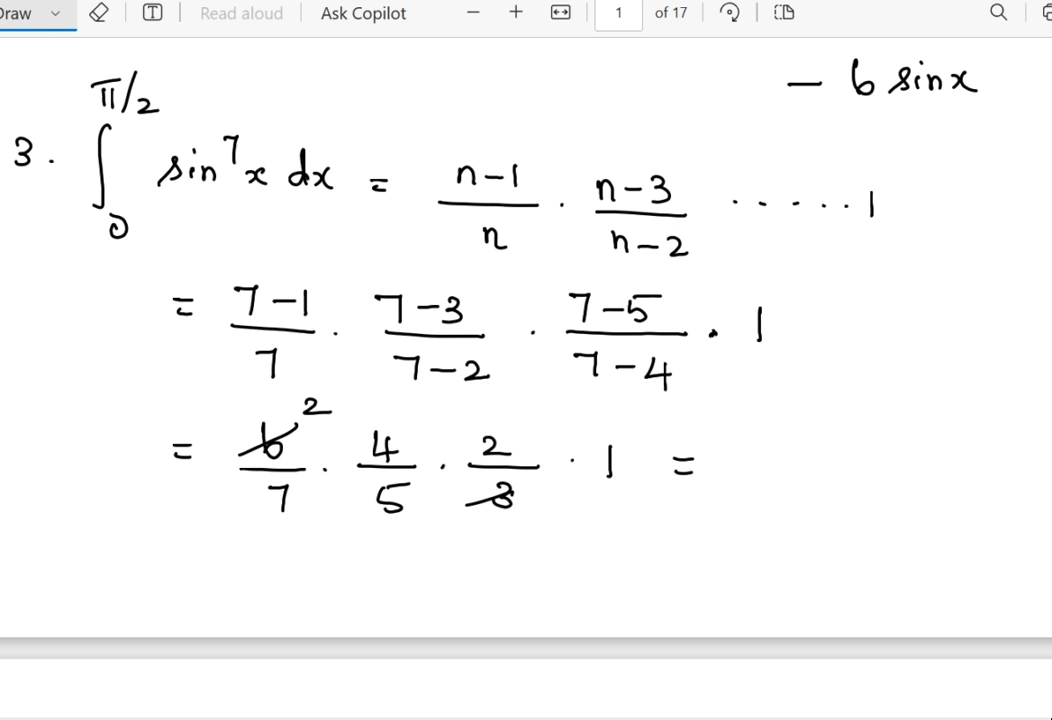 Draw Read aloud Ask Copilot 1 of 17
- 6 sinx
3. ∫₀^π/2 sin⁷x dx = (n-1)/n · (n-3)/(n-2) ..... 1
= (7-1)/7 · (7-3)/(7-2) · (7-5)/(7-4) · 1
= 6/7 · 4/5 · 2/3 · 1 =
2